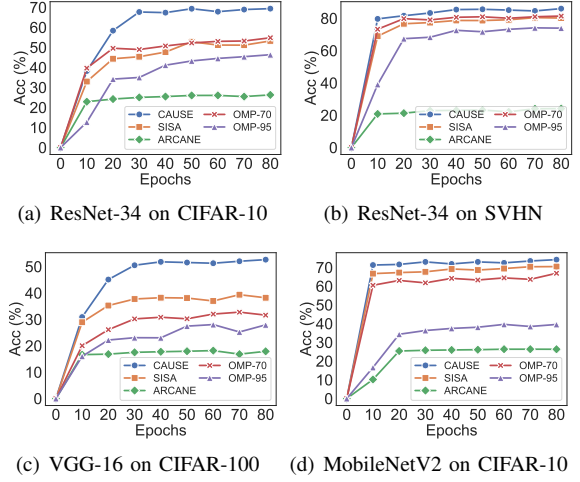 70
60
50
40
30
20
10
0
Acc (%)
CAUSE
SISA
ARCANE
OMP-70
OMP-95
0 10 20 30 40 50 60 70 80
Epochs
(a) ResNet-34 on CIFAR-10
80
60
40
20
0
Acc (%)
CAUSE
SISA
ARCANE
OMP-70
OMP-95
0 10 20 30 40 50 60 70 80
Epochs
(b) ResNet-34 on SVHN
50
40
30
20
10
0
Acc (%)
CAUSE
SISA
ARCANE
OMP-70
OMP-95
0 10 20 30 40 50 60 70 80
Epochs
(c) VGG-16 on CIFAR-100
70
60
50
40
30
20
10
0
Acc (%)
CAUSE
SISA
ARCANE
OMP-70
OMP-95
0 10 20 30 40 50 60 70 80
Epochs
(d) MobileNetV2 on CIFAR-10